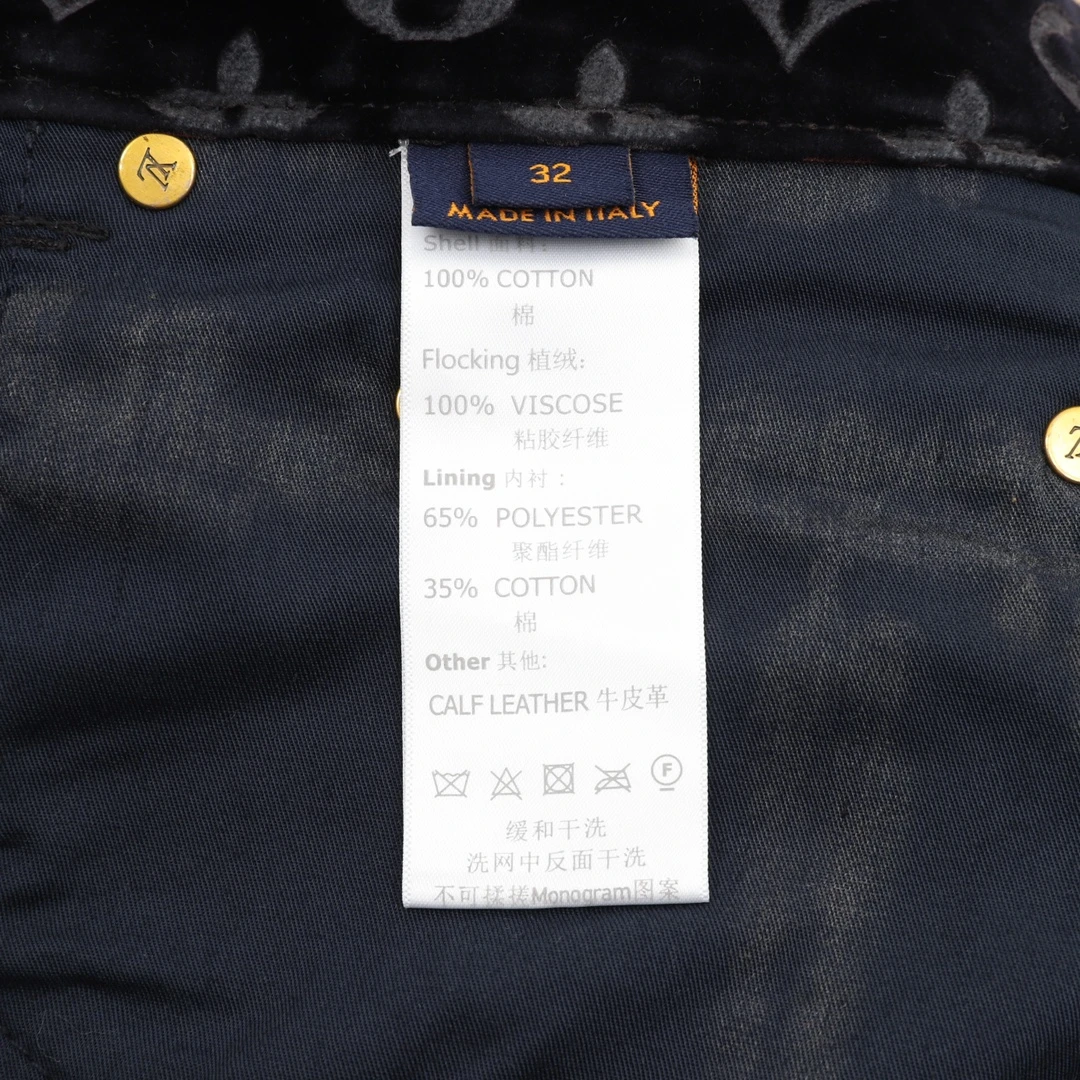 32
MADE IN ITALY
Shell 面料:
100% COTTON
棉
Flocking 植绒:
100% VISCOSE
粘胶纤维
Lining 内衬 :
65% POLYESTER
聚酯纤维
35% COTTON
棉
Other 其他:
CALF LEATHER 牛皮革
F
缓和干洗
洗网中反面干洗
不可揉搓Monogram图案